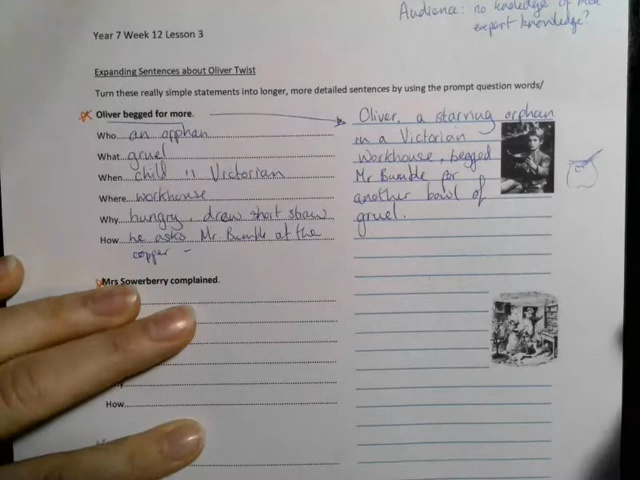 Audience: no knowledge of
expert knowledge?
Year 7 Week 12 Lesson 3
Expanding Sentences about Oliver Twist
Turn these really simple statements into longer, more detailed sentences by using the prompt question words/
Oliver begged for more.
Who an orphan
What gruel
When child " Victorian
Where workhouse
Why hungry, drew short straw
How he asks Mr Bumble at the
copper -
Oliver, a starving orphan
in a Victorian
Workhouse, begged
Mr Bumble for
another bowl of
gruel.
Mrs Sowerberry complained.
How